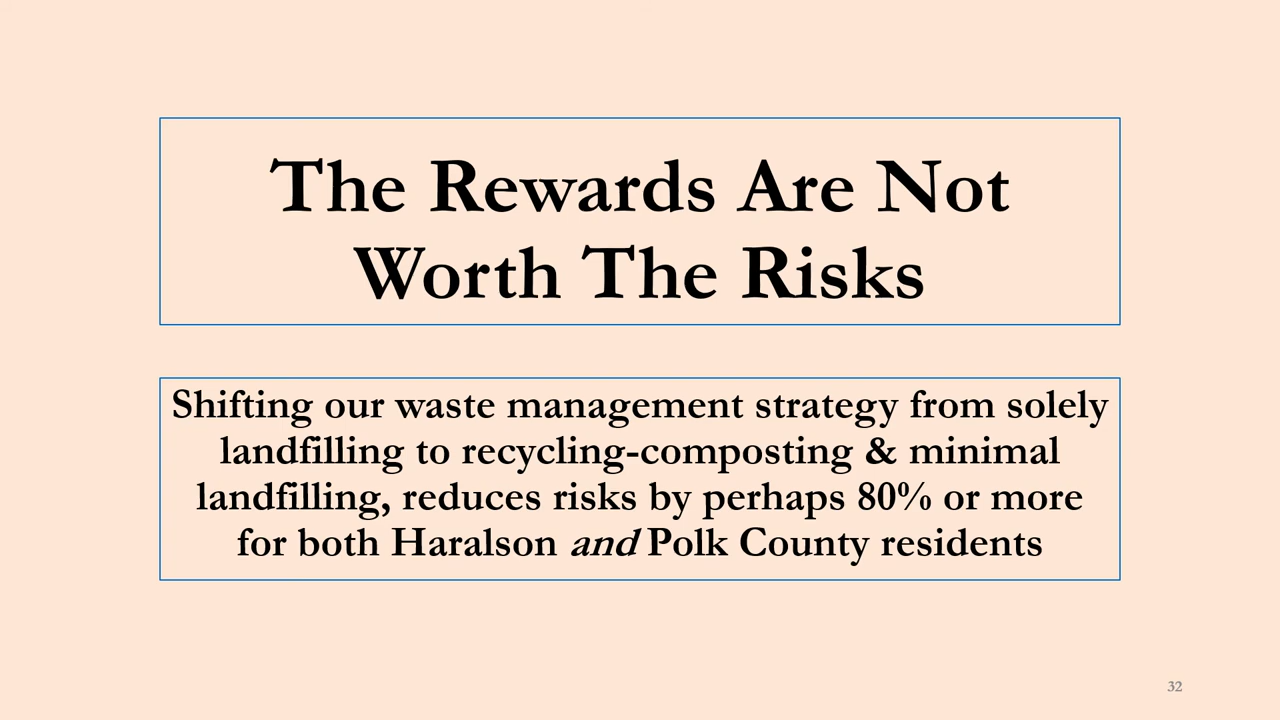 The Rewards Are Not
Worth The Risks
Shifting our waste management strategy from solely
landfilling to recycling-composting & minimal
landfilling, reduces risks by perhaps 80% or more
for both Haralson and Polk County residents
32